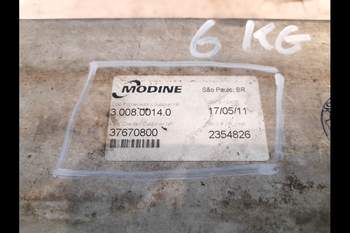 6 KG
MODINE
São Paulo, BR
3.008.0014.0 17/05/11
37670800 2354826